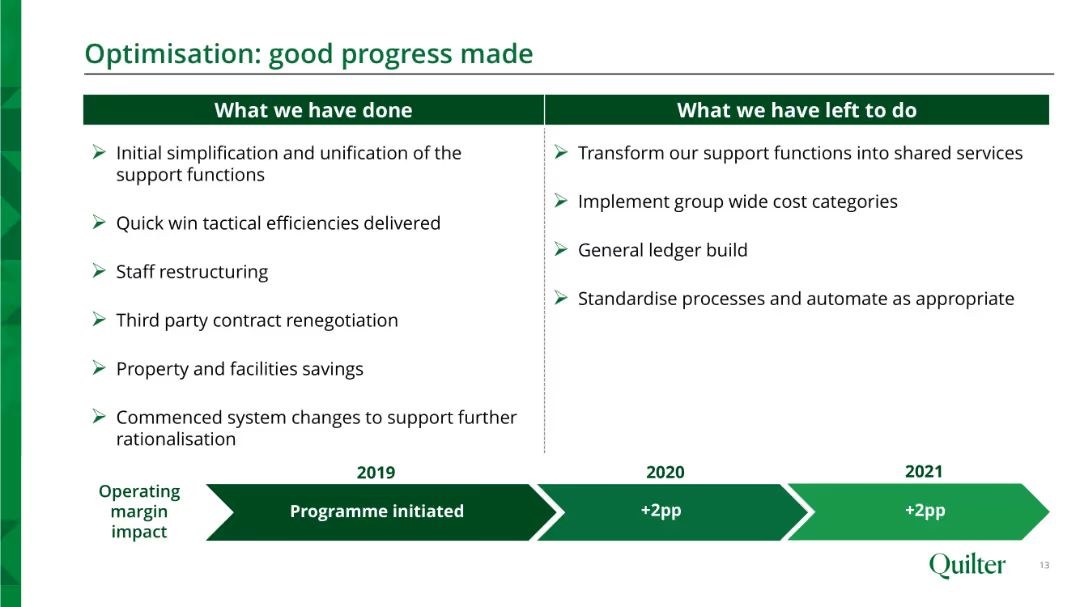 Optimisation: good progress made
What we have done
Initial simplification and unification of the
support functions
Quick win tactical efficiencies delivered
Staff restructuring
Third party contract renegotiation
Property and facilities savings
Commenced system changes to support further
rationalisation
What we have left to do
Transform our support functions into shared services
Implement group wide cost categories
General ledger build
Standardise processes and automate as appropriate
Operating
margin
impact
2019
Programme initiated
2020
+2pp
2021
+2pp
Quilter
13